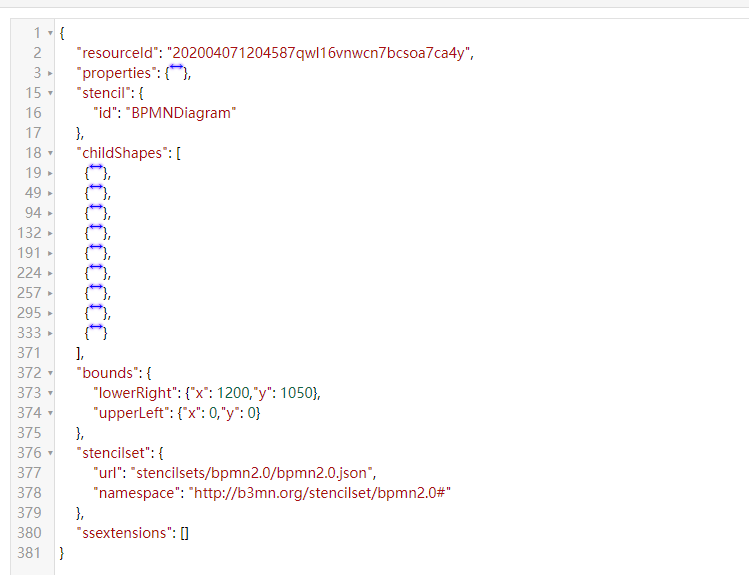 1 {
2 "resourceId": "202004071204587qwl16vnwcn7bcsoa7ca4y",
3 "properties": {↔},
15 "stencil": {
16 "id": "BPMNDiagram"
17 },
18 "childShapes": [
19 {↔},
49 {↔},
94 {↔},
132 {↔},
191 {↔},
224 {↔},
257 {↔},
295 {↔},
333 {↔}
371 ],
372 "bounds": {
373 "lowerRight": {"x": 1200,"y": 1050},
374 "upperLeft": {"x": 0,"y": 0}
375 },
376 "stencilset": {
377 "url": "stencilsets/bpmn2.0/bpmn2.0.json",
378 "namespace": "http://b3mn.org/stencilset/bpmn2.0#"
379 },
380 "ssextensions": []
381 }